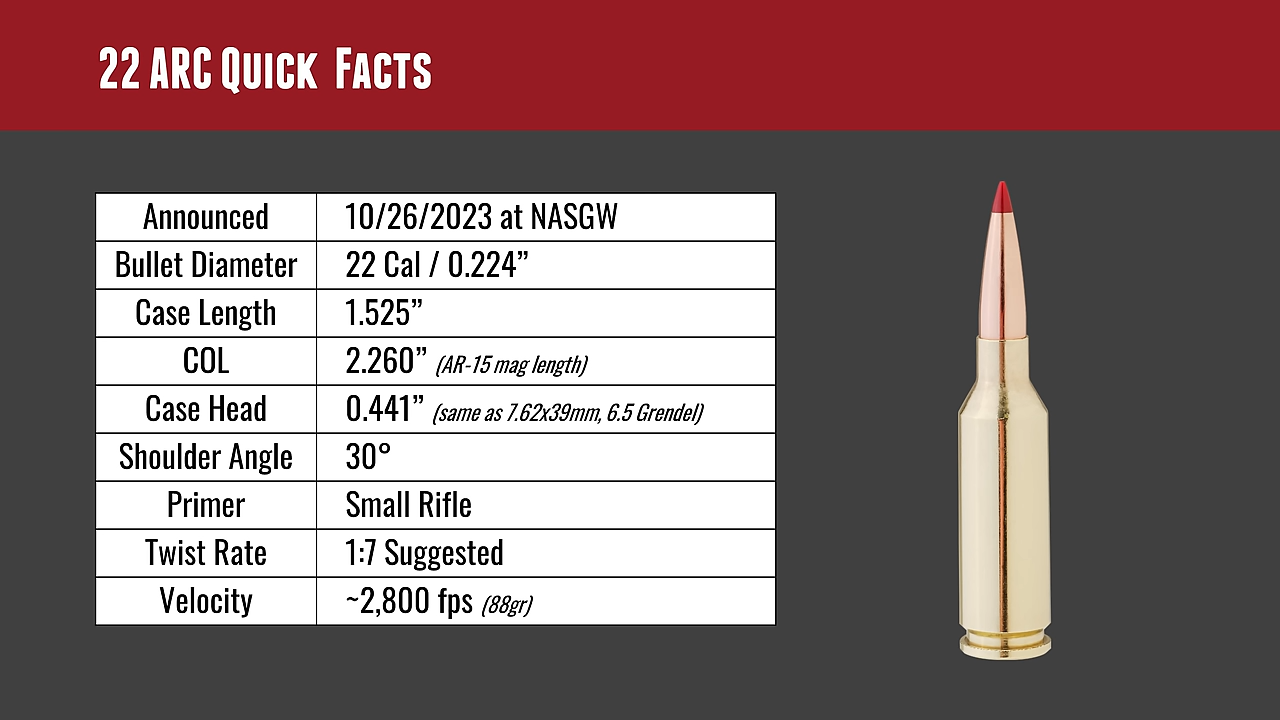 22 ARC Quick Facts
Announced 10/26/2023 at NASGW
Bullet Diameter 22 Cal / 0.224”
Case Length 1.525”
COL 2.260” (AR-15 mag length)
Case Head 0.441” (same as 7.62x39mm, 6.5 Grendel)
Shoulder Angle 30°
Primer Small Rifle
Twist Rate 1:7 Suggested
Velocity ~2,800 fps (88gr)